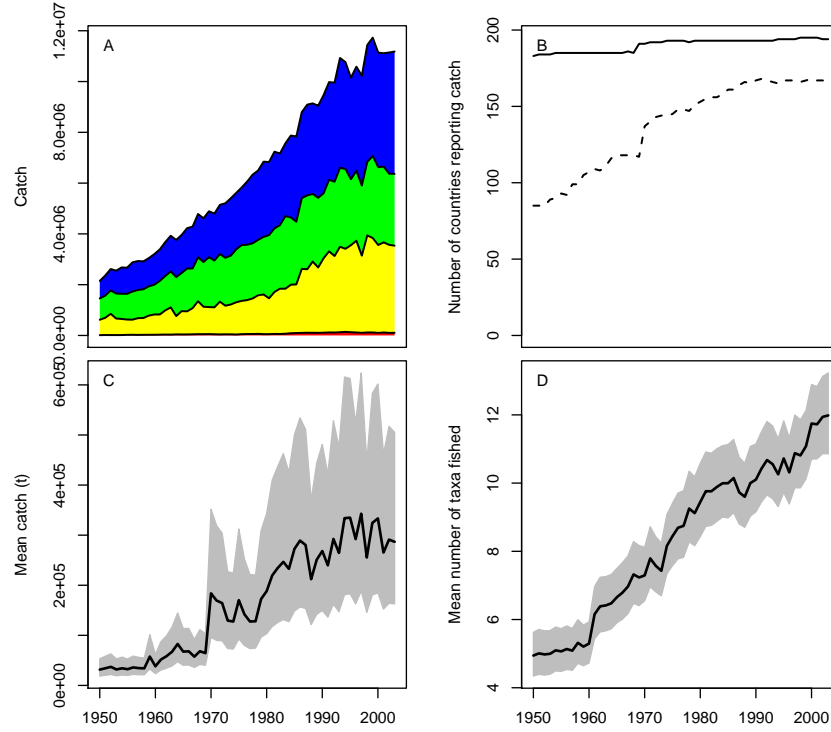 A
Catch
0e+00
4.0e+06
8.0e+06
1.2e+07
B
Number of countries reporting catch
0
50
100
150
200
C
Mean catch (t)
0e+00
2e+05
4e+05
6e+05
1950
1960
1970
1980
1990
2000
D
Mean number of taxa fished
4
6
8
10
12
1950
1960
1970
1980
1990
2000